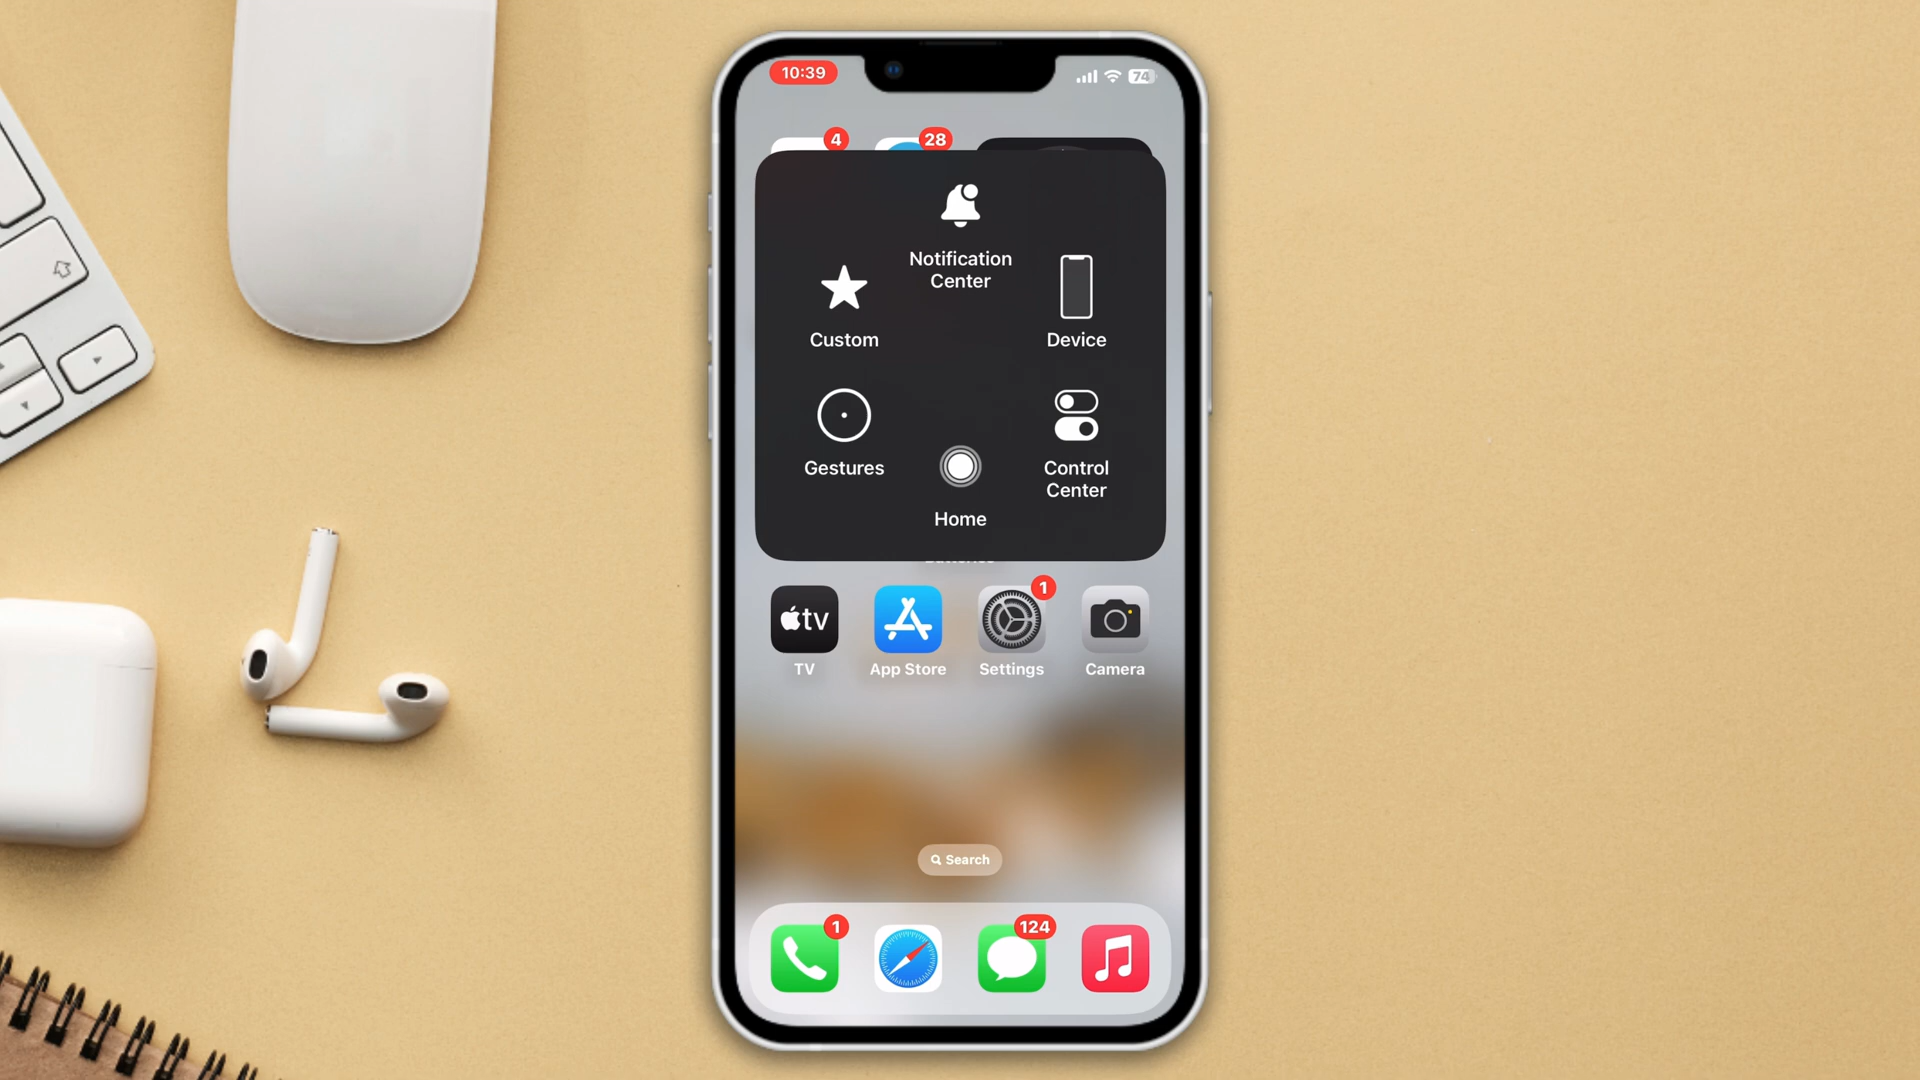 10:39
74
4
28
Notification
Center
Custom
Device
Gestures
Control
Center
Home
1
tv
TV
App Store
Settings
Camera
Search
1
124